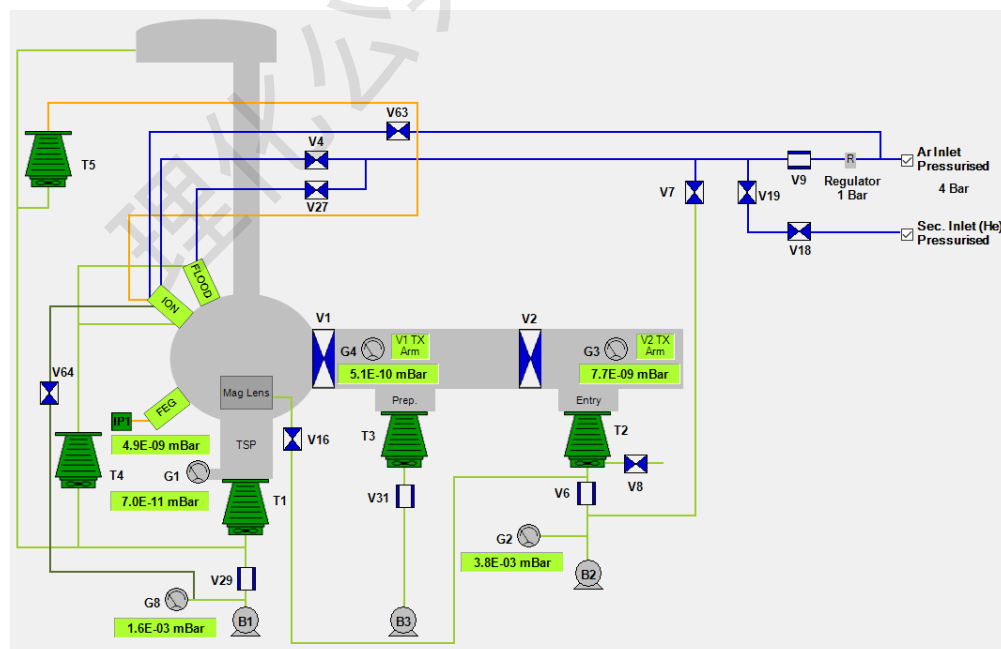 理化公
V63
V4
V27
T5
V7
V19
V9
R
Regulator
1 Bar
Ar Inlet
Pressurised
4 Bar
Sec. Inlet (He)
Pressurised
V18
FLOOD
ION
V1
V2
G4
V1 TX
Arm
5.1E-10 mBar
G3
V2 TX
Arm
7.7E-09 mBar
V64
Mag Lens
Prep.
Entry
FEG
IP1
4.9E-09 mBar
TSP
V16
T3
T2
T4
G1
7.0E-11 mBar
T1
V31
V6
V8
G2
3.8E-03 mBar
V29
G8
1.6E-03 mBar
B1
B3
B2